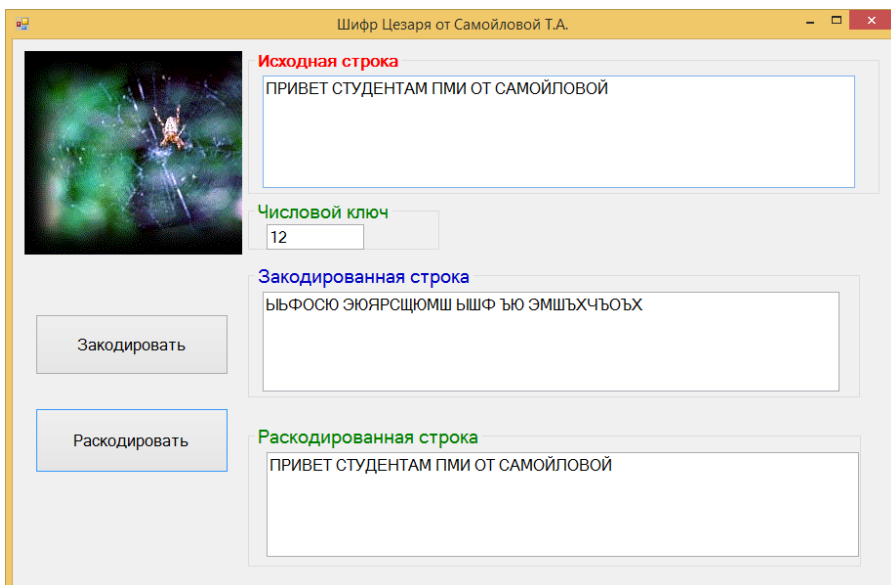 Шифр Цезаря от Самойловой Т.А.
Исходная строка
ПРИВЕТ СТУДЕНТАМ ПМИ ОТ САМОЙЛОВОЙ
Числовой ключ
12
Закодированная строка
ЫЬФОСЮ ЭЮЯРСЩЮМШ ЫШФ ЪЮ ЭМШЪХЧЪОЪХ
Закодировать
Раскодировать
Раскодированная строка
ПРИВЕТ СТУДЕНТАМ ПМИ ОТ САМОЙЛОВОЙ